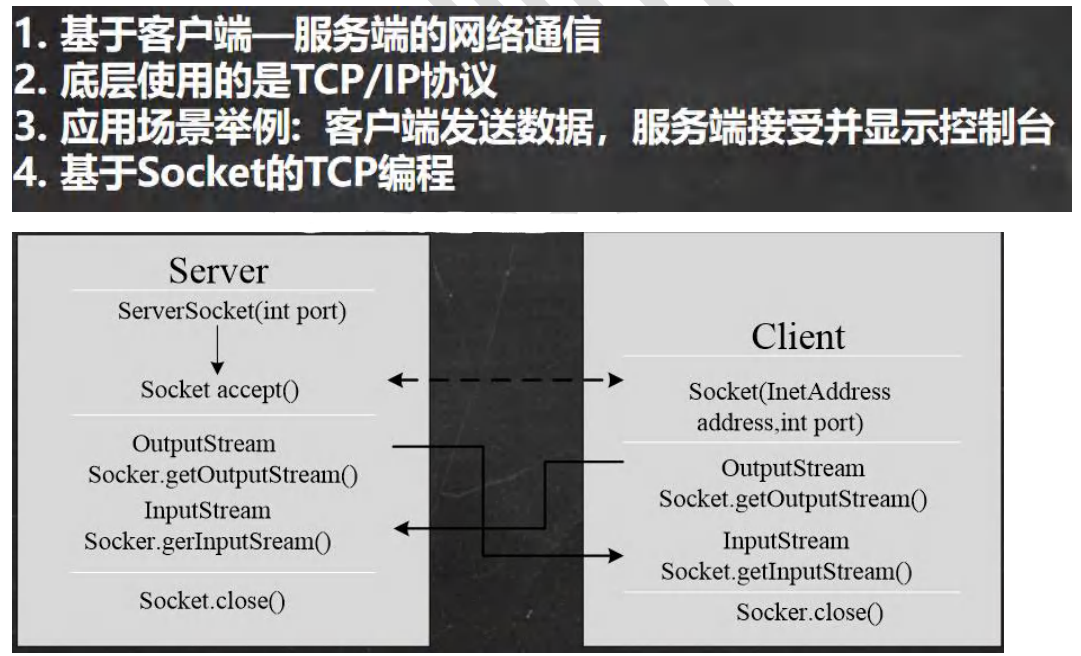 1. 基于客户端—服务端的网络通信
2. 底层使用的是TCP/IP协议
3. 应用场景举例: 客户端发送数据，服务端接受并显示控制台
4. 基于Socket的TCP编程
Server
ServerSocket(int port)
Socket accept()
OutputStream
Socker.getOutputStream()
InputStream
Socker.gerInputSream()
Socket.close()
Client
Socket(InetAddress
address,int port)
OutputStream
Socket.getOutputStream()
InputStream
Socket.getInputStream()
Socker.close()